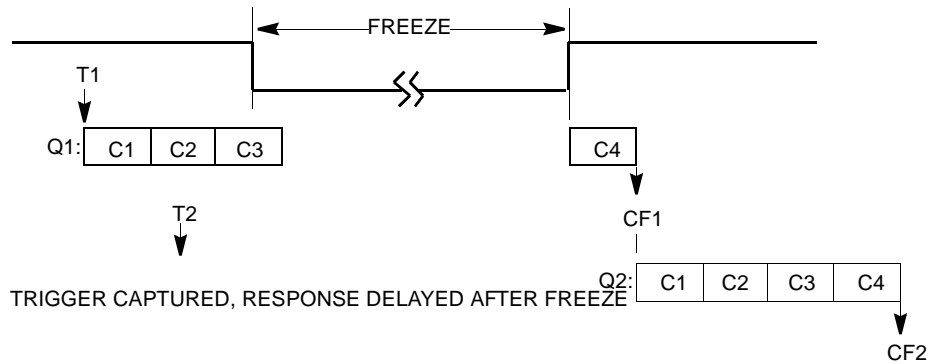 FREEZE
T1
Q1: C1 C2 C3 C4
T2
CF1
Q2: C1 C2 C3 C4
TRIGGER CAPTURED, RESPONSE DELAYED AFTER FREEZE
CF2